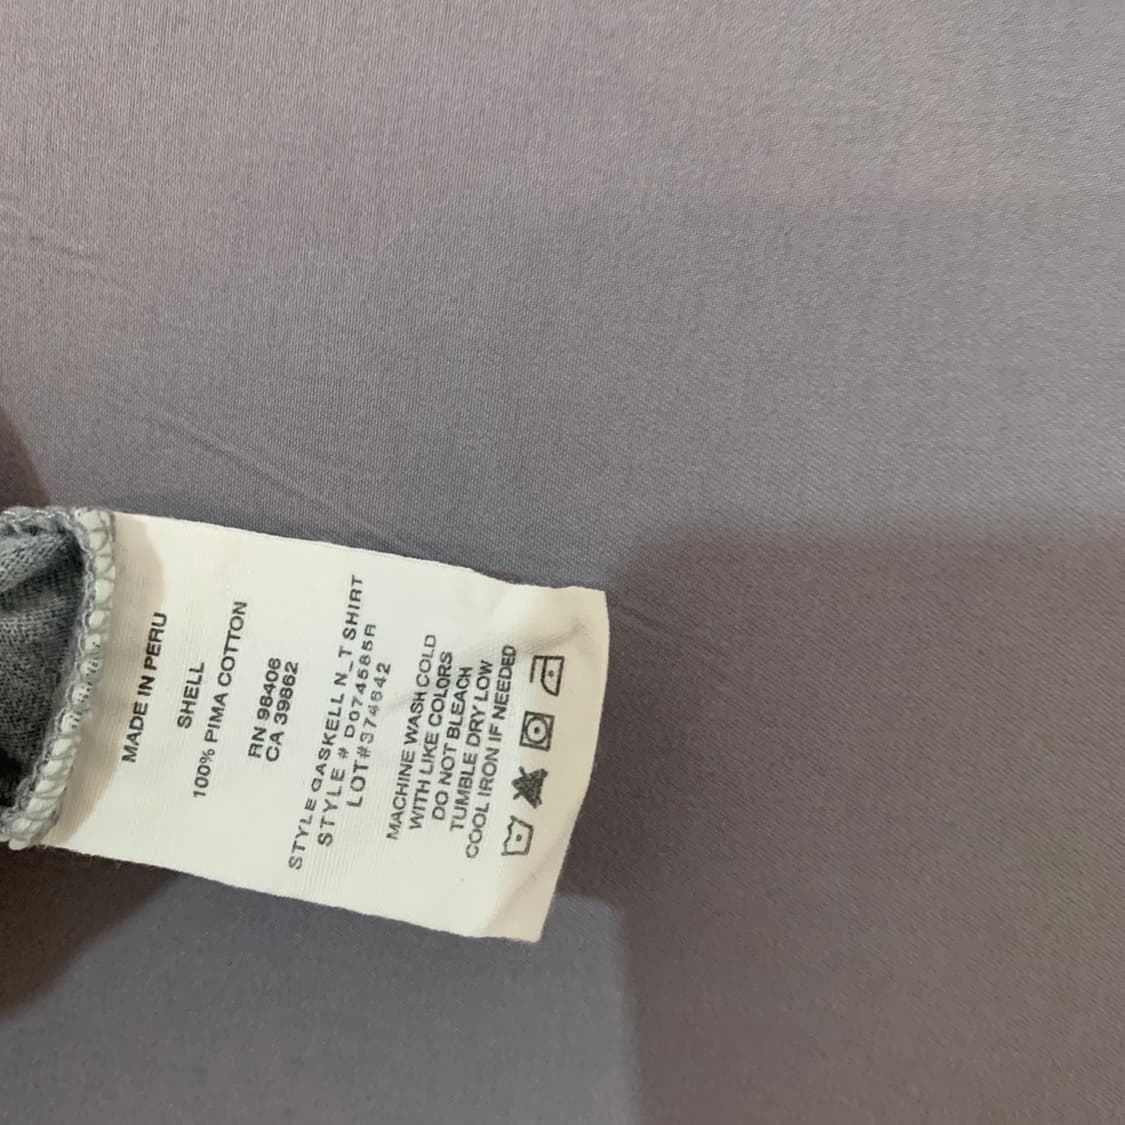 MADE IN PERU
SHELL
100% PIMA COTTON
RN 98406
CA 39862
STYLE GASKELL N_T SHIRT
STYLE # D074585R
LOT#374642
MACHINE WASH COLD
WITH LIKE COLORS
DO NOT BLEACH
TUMBLE DRY LOW
COOL IRON IF NEEDED